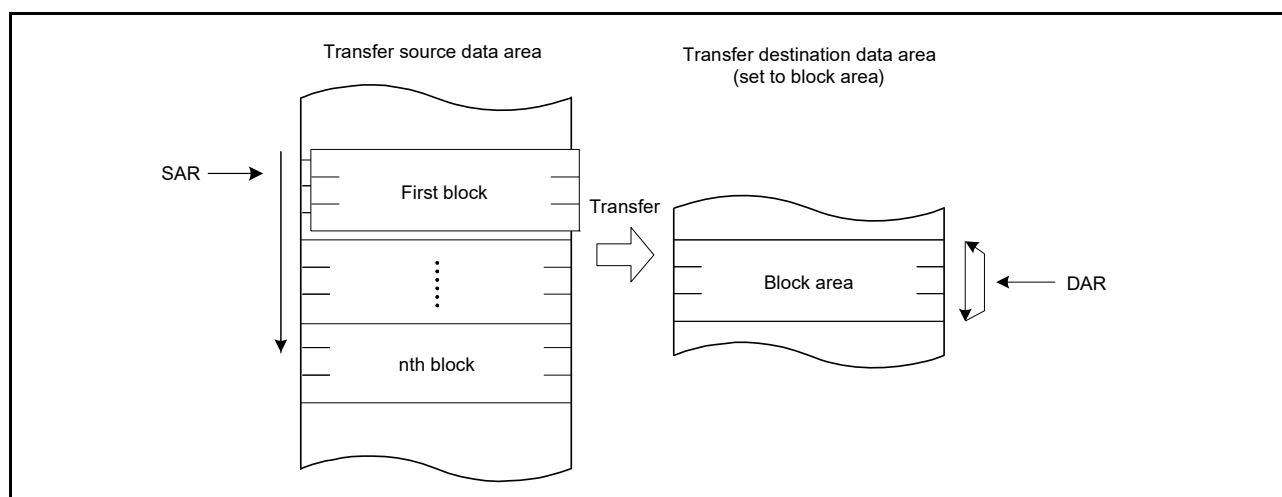 Transfer source data area
Transfer destination data area
(set to block area)
SAR
First block
Transfer
Block area
DAR
nth block